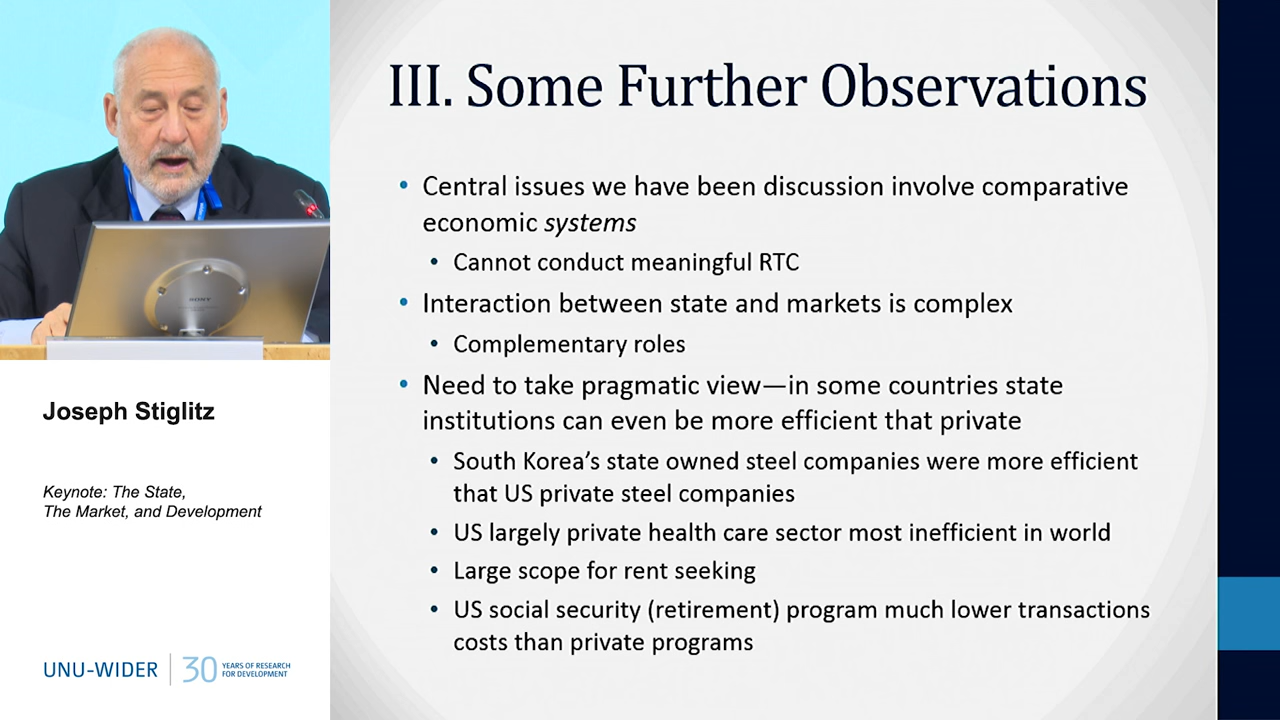 III. Some Further Observations
• Central issues we have been discussion involve comparative
economic systems
• Cannot conduct meaningful RTC
• Interaction between state and markets is complex
• Complementary roles
• Need to take pragmatic view—in some countries state
institutions can even be more efficient that private
• South Korea's state owned steel companies were more efficient
that US private steel companies
• US largely private health care sector most inefficient in world
• Large scope for rent seeking
• US social security (retirement) program much lower transactions
costs than private programs
SONY
Joseph Stiglitz
Keynote: The State,
The Market, and Development
UNU-WIDER
30 YEARS OF RESEARCH
FOR DEVELOPMENT